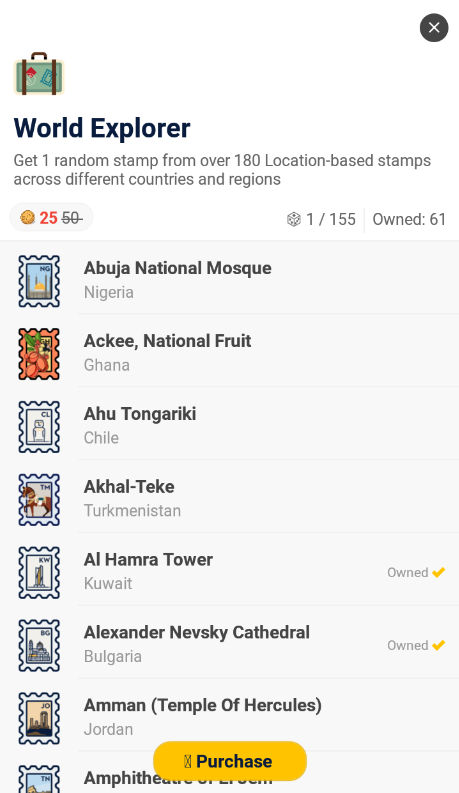 World Explorer
Get 1 random stamp from over 180 Location-based stamps
across different countries and regions
25 50
1 / 155 Owned: 61
NG
Abuja National Mosque
Nigeria
GH
Ackee, National Fruit
Ghana
CL
Ahu Tongariki
Chile
TM
Akhal-Teke
Turkmenistan
KW
Al Hamra Tower
Kuwait
Owned
BG
Alexander Nevsky Cathedral
Bulgaria
Owned
JO
Amman (Temple Of Hercules)
Jordan
TN
Amphitheatre of El Jem
Purchase